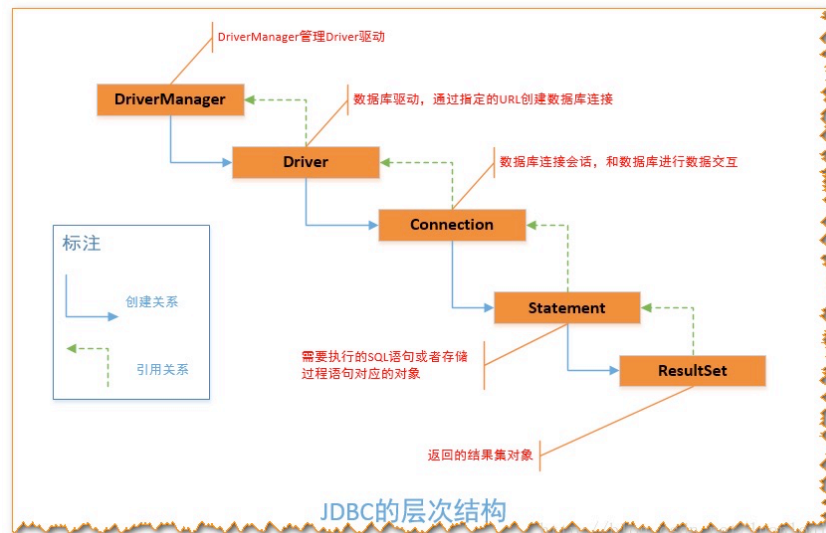 DriverManager管理Driver驱动
DriverManager
数据库驱动，通过指定的URL创建数据库连接
Driver
数据库连接会话，和数据库进行数据交互
Connection
标注
创建关系
引用关系
Statement
需要执行的SQL语句或者存储
过程语句对应的对象
ResultSet
返回的结果集对象
JDBC的层次结构